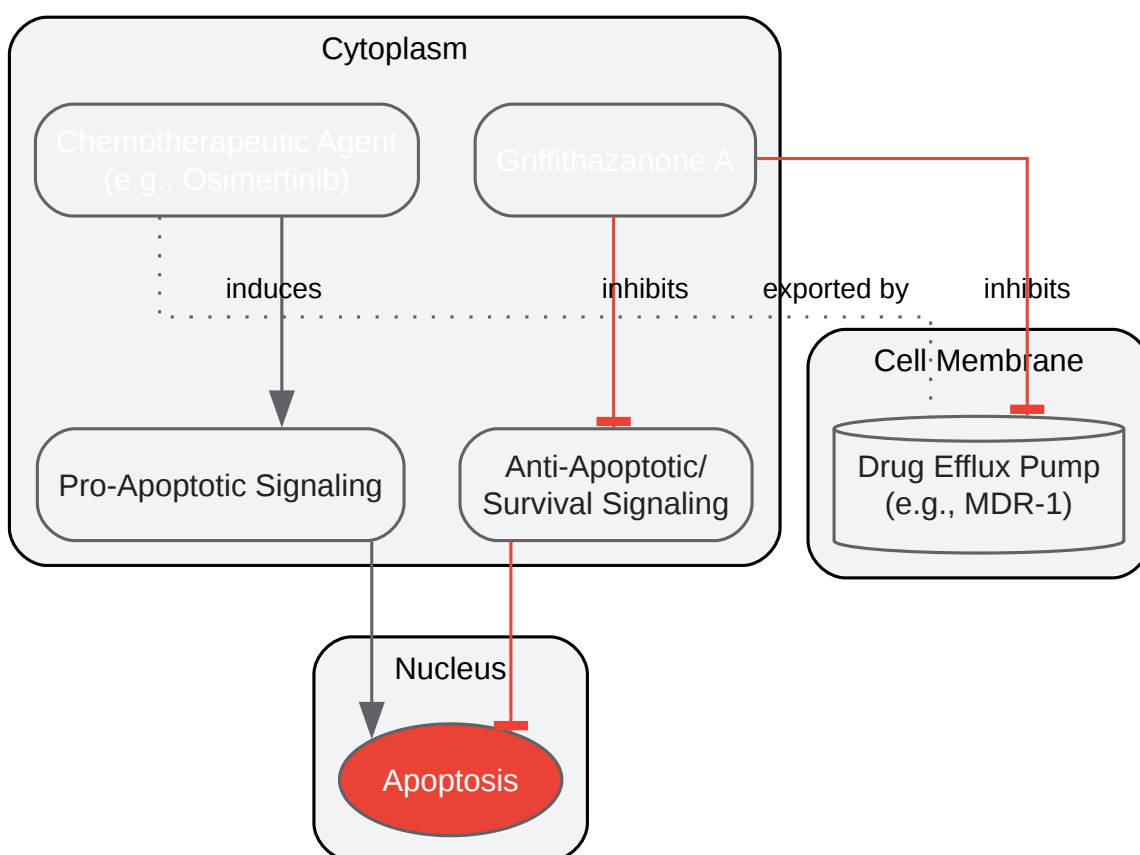 Cytoplasm
Chemotherapeutic Agent
(e.g., Osimertinib)
Griffithazanone A
induces
inhibits
exported by
inhibits
Cell Membrane
Pro-Apoptotic Signaling
Anti-Apoptotic/
Survival Signaling
Drug Efflux Pump
(e.g., MDR-1)
Nucleus
Apoptosis